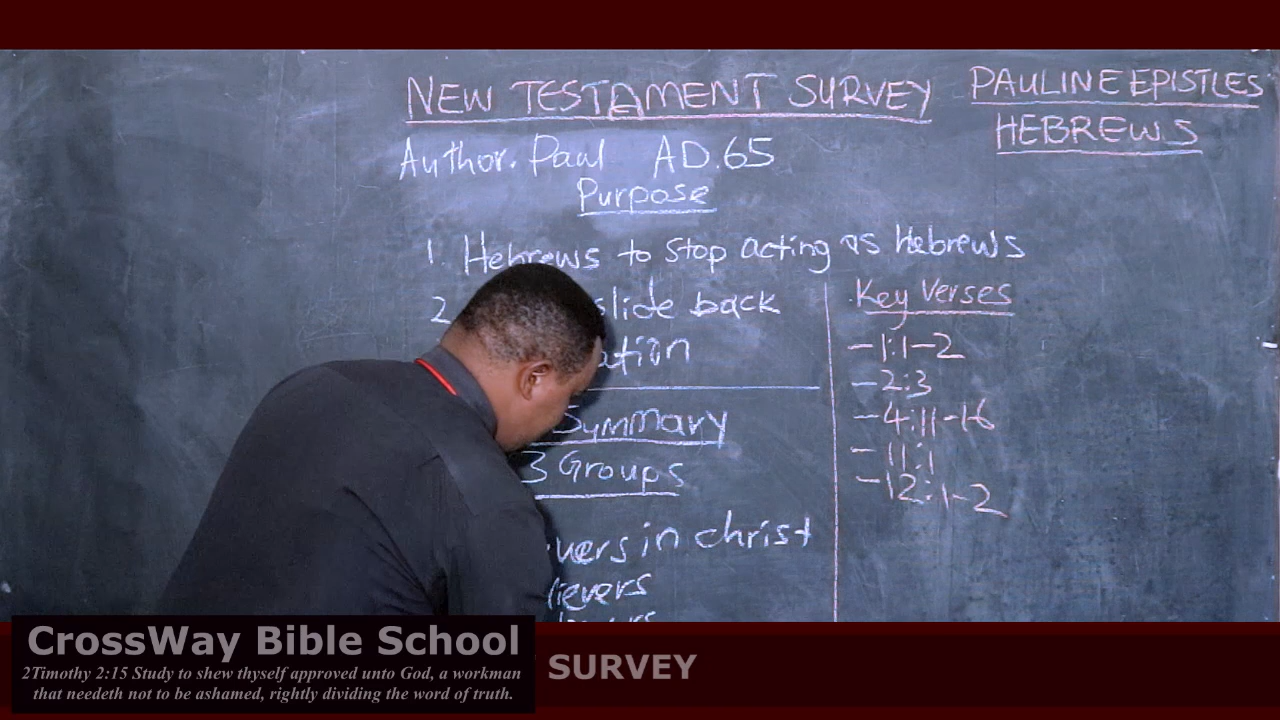 NEW TESTAMENT SURVEY
PAULINE EPISTLES
HEBREWS
Author. Paul AD.65
Purpose
1. Hebrews to stop acting as Hebrews
2 slide back
Summary
3 Groups
in christ
Key Verses
-1:1-2
-2:3
-4:11-16
-11:1
-12:1-2
CrossWay Bible School
2Timothy 2:15 Study to shew thyself approved unto God, a workman
that needeth not to be ashamed, rightly dividing the word of truth.
SURVEY